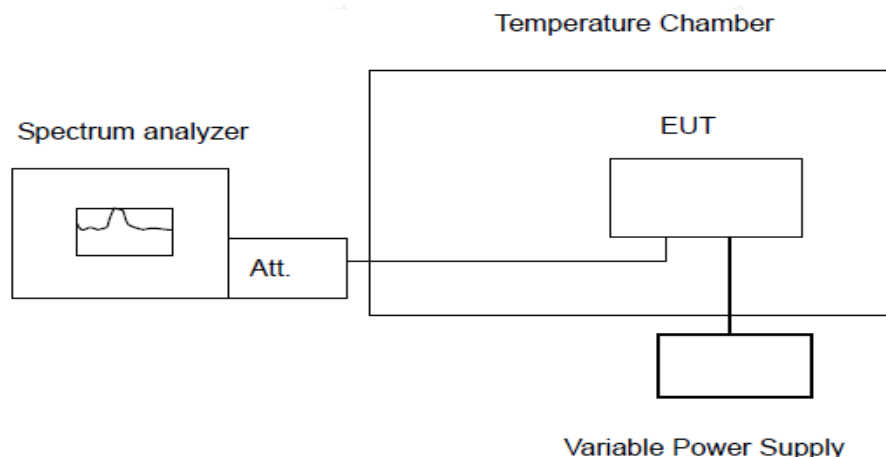 Temperature Chamber
Spectrum analyzer
EUT
Att.
Variable Power Supply